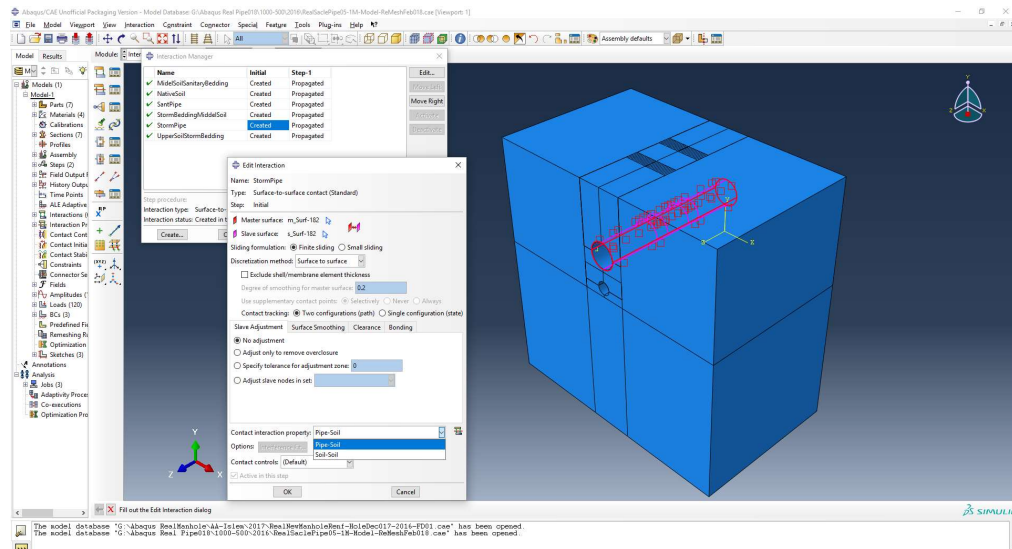 Abaqus/CAE Unofficial Packaging Version - Model Database: G:\Abaqus Real Pipe018\1000-500\2016\RealSaclePipe05-1M-Model-ReMeshFeb018.cae [Viewport: 1]
File Model Viewport View Interaction Constraint Connector Special Feature Tools Plug-ins Help
All
Assembly defaults
Model Results
Module: Inter
Models (1)
Model-1
Parts (7)
Materials (4)
Calibrations
Sections (7)
Profiles
Assembly
Steps (2)
Field Output
History Outp
Time Points
ALE Adaptive
Interactions (
Interaction Pr
Contact Cont
Contact Initia
Contact Stabi
Constraints
Connector Se
Fields
Amplitudes (
Loads (120)
BCs (3)
Predefined Fie
Remeshing Ru
Optimization
Sketches (3)
Annotations
Analysis
Jobs (3)
Adaptivity Proce
Co-executions
Optimization Pro
Interaction Manager
Name Initial Step-1
MidelSoilSanitaryBedding Created Propagated
NativeSoil Created Propagated
SantPipe Created Propagated
StormBeddingMiddelSoil Created Propagated
StormPipe Created Propagated
UpperSoilStormBedding Created Propagated
Edit...
Move Left
Move Right
Activate
Deactivate
Step procedure:
Interaction type: Surface-to-
Interaction status: Created in t
Create...
Edit Interaction
Name: StormPipe
Type: Surface-to-surface contact (Standard)
Step: Initial
Master surface: m_Surf-182
Slave surface: s_Surf-182
Sliding formulation: Finite sliding Small sliding
Discretization method: Surface to surface
Exclude shell/membrane element thickness
Degree of smoothing for master surface: 0.2
Use supplementary contact points: Selectively Never Always
Contact tracking: Two configurations (path) Single configuration (state)
Slave Adjustment Surface Smoothing Clearance Bonding
No adjustment
Adjust only to remove overclosure
Specify tolerance for adjustment zone: 0
Adjust slave nodes in set:
Contact interaction property: Pipe-Soil
Pipe-Soil
Soil-Soil
Options:
Contact controls: (Default)
Active in this step
OK Cancel
Y
Z X
Y
X
Y
Z
Fill out the Edit Interaction dialog
SIMULI
The model database "G:\Abaqus RealManhole\AA-Islem\2017\RealNewManholeRenf-HoleDec017-2016-FD01.cae" has been opened.
The model database "G:\Abaqus Real Pipe018\1000-500\2016\RealSaclePipe05-1M-Model-ReMeshFeb018.cae" has been opened.